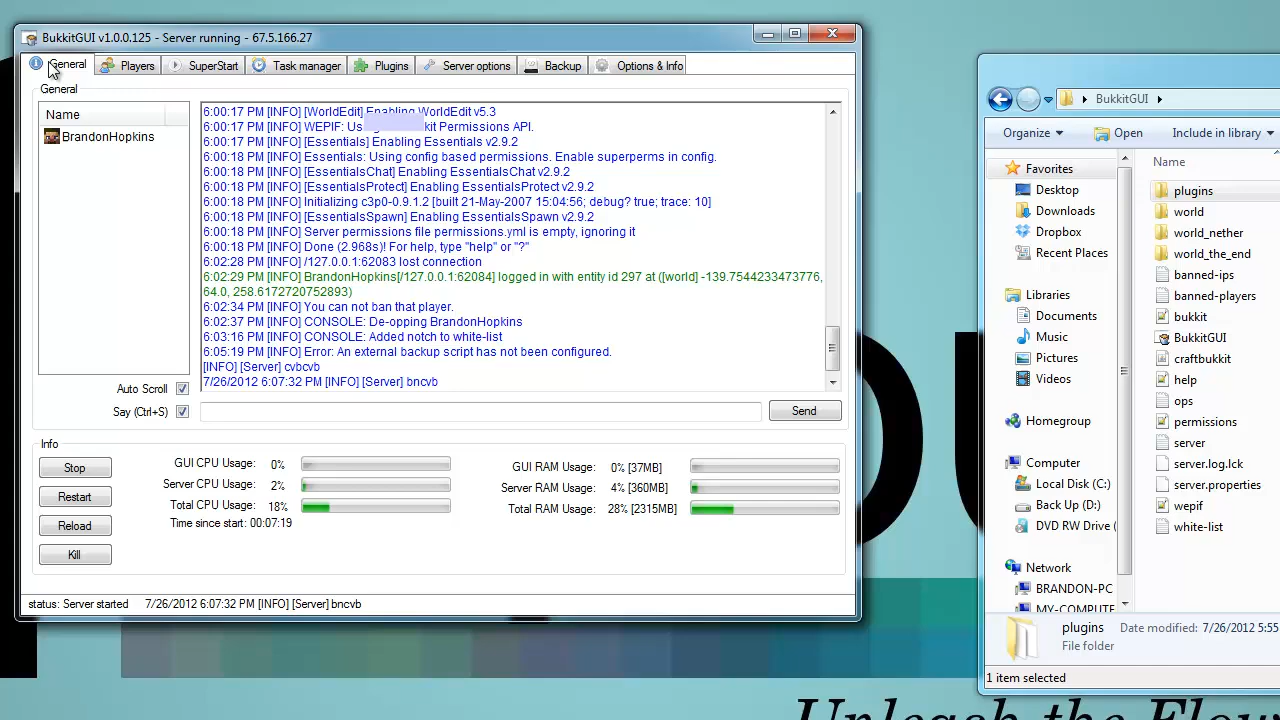 BukkitGUI v1.0.0.125 - Server running - 67.5.166.27
General
Players
SuperStart
Task manager
Plugins
Server options
Backup
Options & Info
General
Name
BrandonHopkins
6:00:17 PM [INFO] [WorldEdit] Enabling WorldEdit v5.3
6:00:17 PM [INFO] WEPIF: kit Permissions API.
6:00:17 PM [INFO] [Essentials] Enabling Essentials v2.9.2
6:00:18 PM [INFO] Essentials: Using config based permissions. Enable superperms in config.
6:00:18 PM [INFO] [EssentialsChat] Enabling EssentialsChat v2.9.2
6:00:18 PM [INFO] [EssentialsProtect] Enabling EssentialsProtect v2.9.2
6:00:18 PM [INFO] Initializing c3p0-0.9.1.2 [built 21-May-2007 15:04:56; debug? true; trace: 10]
6:00:18 PM [INFO] [EssentialsSpawn] Enabling EssentialsSpawn v2.9.2
6:00:18 PM [INFO] Server permissions file permissions.yml is empty, ignoring it
6:00:18 PM [INFO] Done (2.968s)! For help, type "help" or "?"
6:02:28 PM [INFO] /127.0.0.1:62083 lost connection
6:02:29 PM [INFO] BrandonHopkins[/127.0.0.1:62084] logged in with entity id 297 at ([world] -139.7544233473776,
64.0, 258.6172720752893)
6:02:34 PM [INFO] You can not ban that player.
6:02:37 PM [INFO] CONSOLE: De-opping BrandonHopkins
6:03:16 PM [INFO] CONSOLE: Added notch to white-list
6:05:19 PM [INFO] Error: An external backup script has not been configured.
[INFO] [Server] cvbcvb
7/26/2012 6:07:32 PM [INFO] [Server] bncvb
Auto Scroll
Say (Ctrl+S)
Send
Info
Stop
Restart
Reload
Kill
GUI CPU Usage: 0%
Server CPU Usage: 2%
Total CPU Usage: 18%
Time since start: 00:07:19
GUI RAM Usage: 0% [37MB]
Server RAM Usage: 4% [360MB]
Total RAM Usage: 28% [2315MB]
status: Server started 7/26/2012 6:07:32 PM [INFO] [Server] bncvb
BukkitGUI
Organize
Open
Include in library
Favorites
Desktop
Downloads
Dropbox
Recent Places
Libraries
Documents
Music
Pictures
Videos
Homegroup
Computer
Local Disk (C:)
Back Up (D:)
DVD RW Drive (
Network
BRANDON-PC
MY-COMPUTE
Name
plugins
world
world_nether
world_the_end
banned-ips
banned-players
bukkit
BukkitGUI
craftbukkit
help
ops
permissions
server
server.log.lck
server.properties
wepif
white-list
plugins Date modified: 7/26/2012 5:55
File folder
1 item selected
Unleash the